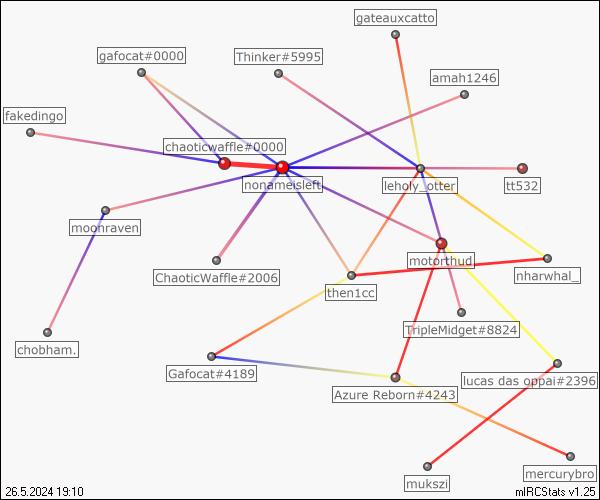 gateauxcatto
gafocat#0000
Thinker#5995
amah1246
fakedingo
chaoticwaffle#0000
nonameisleft
leholy_otter
tt532
moonraven
motorthud
ChaoticWaffle#2006
nharwhal_
then1cc
TripleMidget#8824
chobham.
Gafocat#4189
lucas das oppai#2396
Azure Reborn#4243
mukszi
mercurybro
26.5.2024 19:10
mIRCStats v1.25